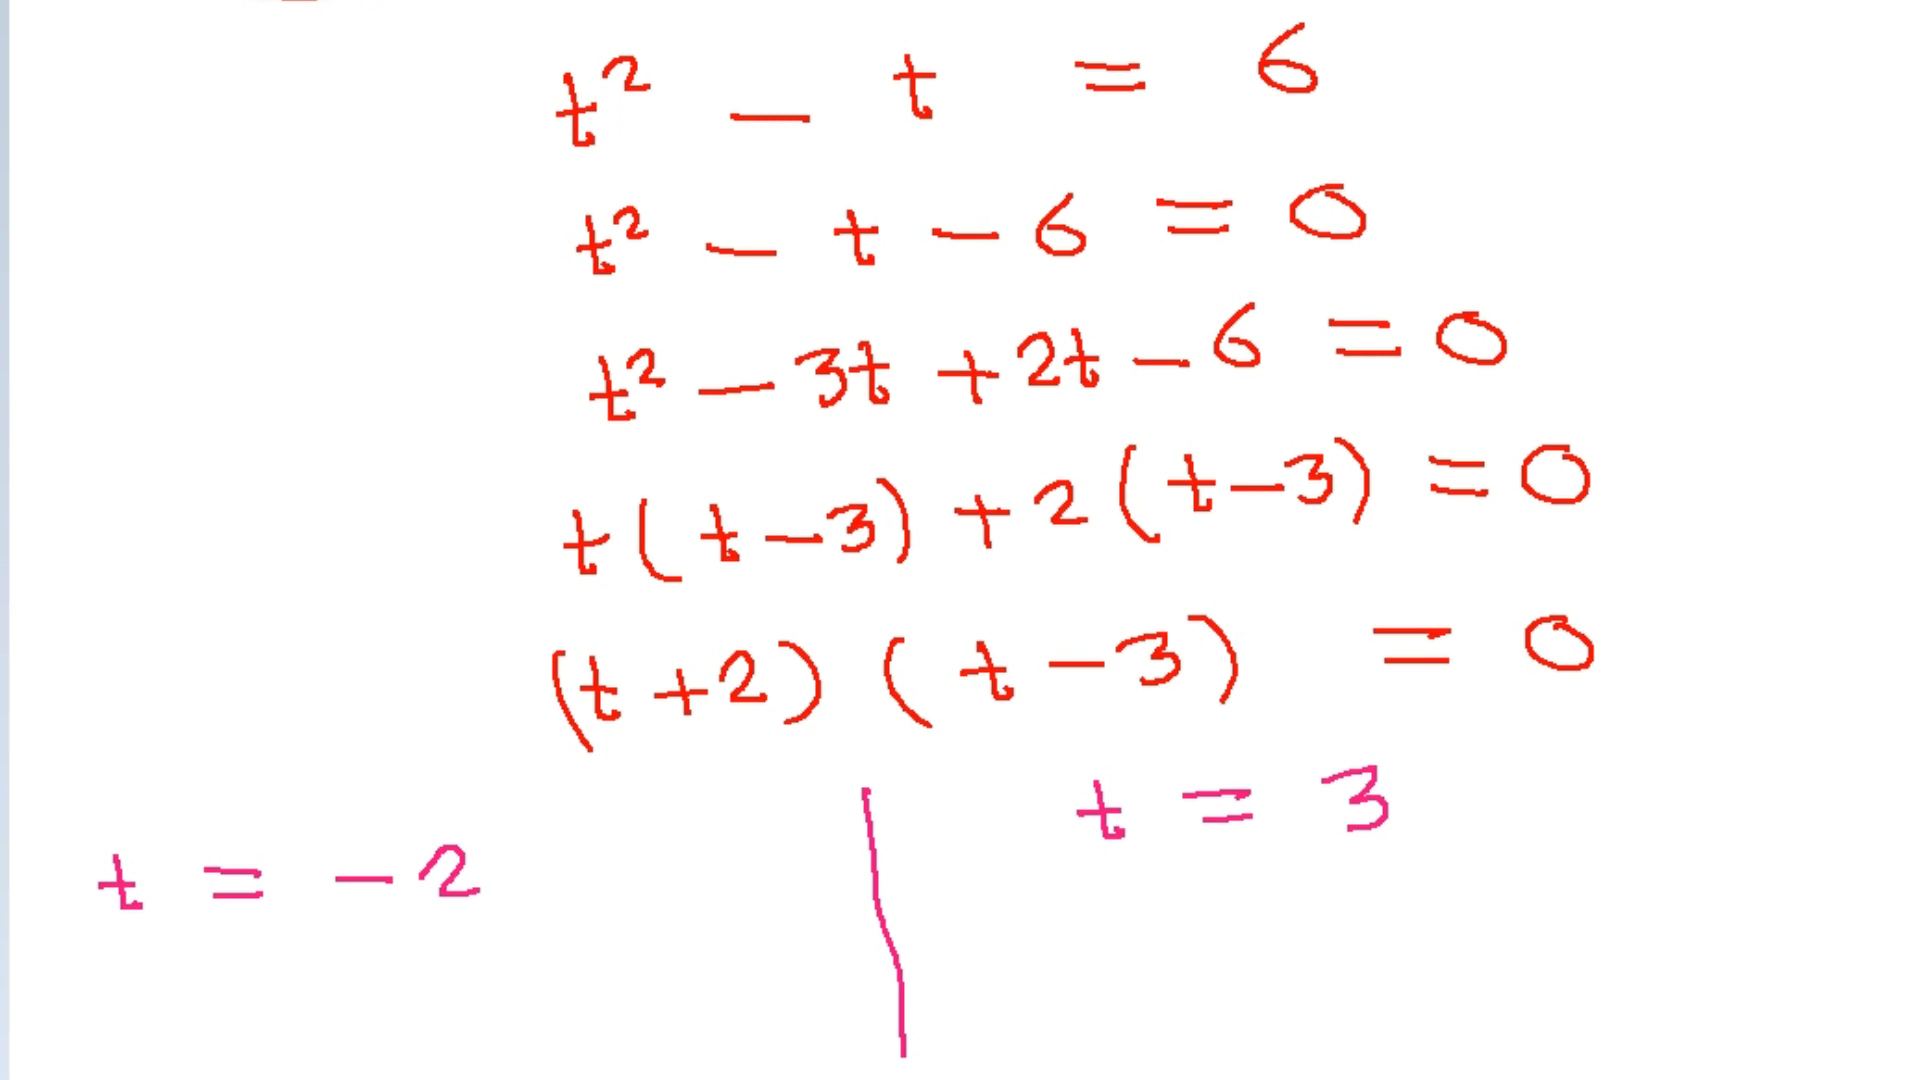 t² - t = 6
t² - t - 6 = 0
t² - 3t + 2t - 6 = 0
t(t-3) + 2(t-3) = 0
(t+2)(t-3) = 0
t = -2
t = 3